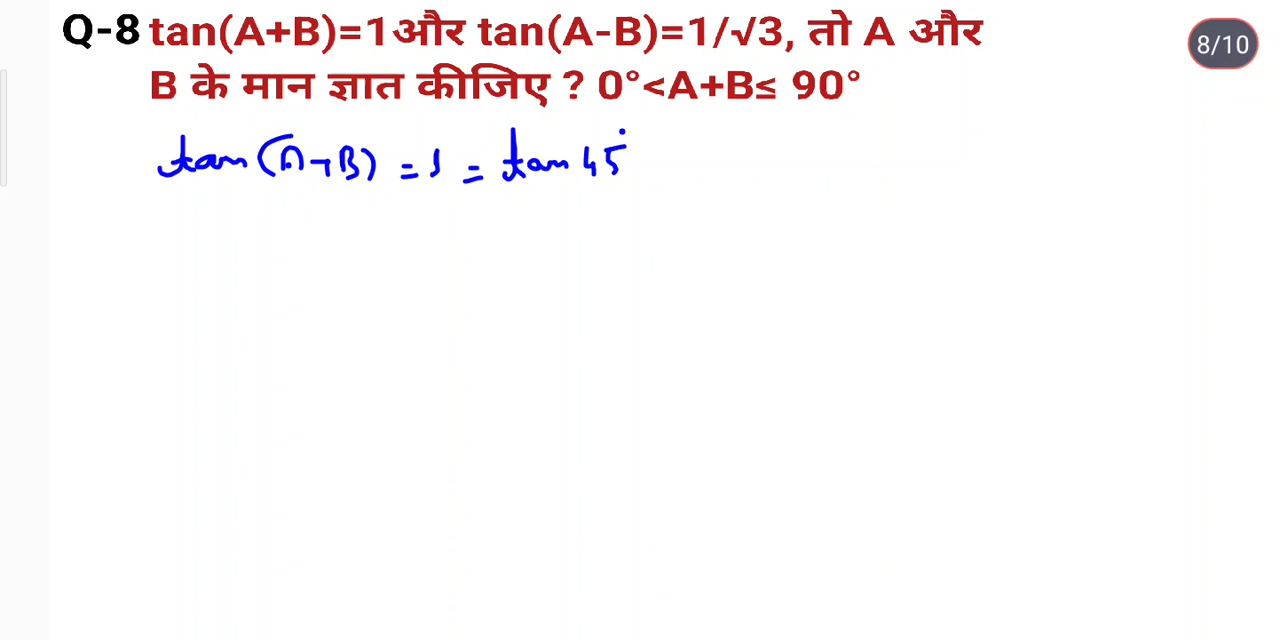 Q-8 tan(A+B)=1और tan(A-B)=1/√3, तो A और
8/10
B के मान ज्ञात कीजिए ? 0°<A+B≤ 90°
tan(A+B) = 1 = tan 45°